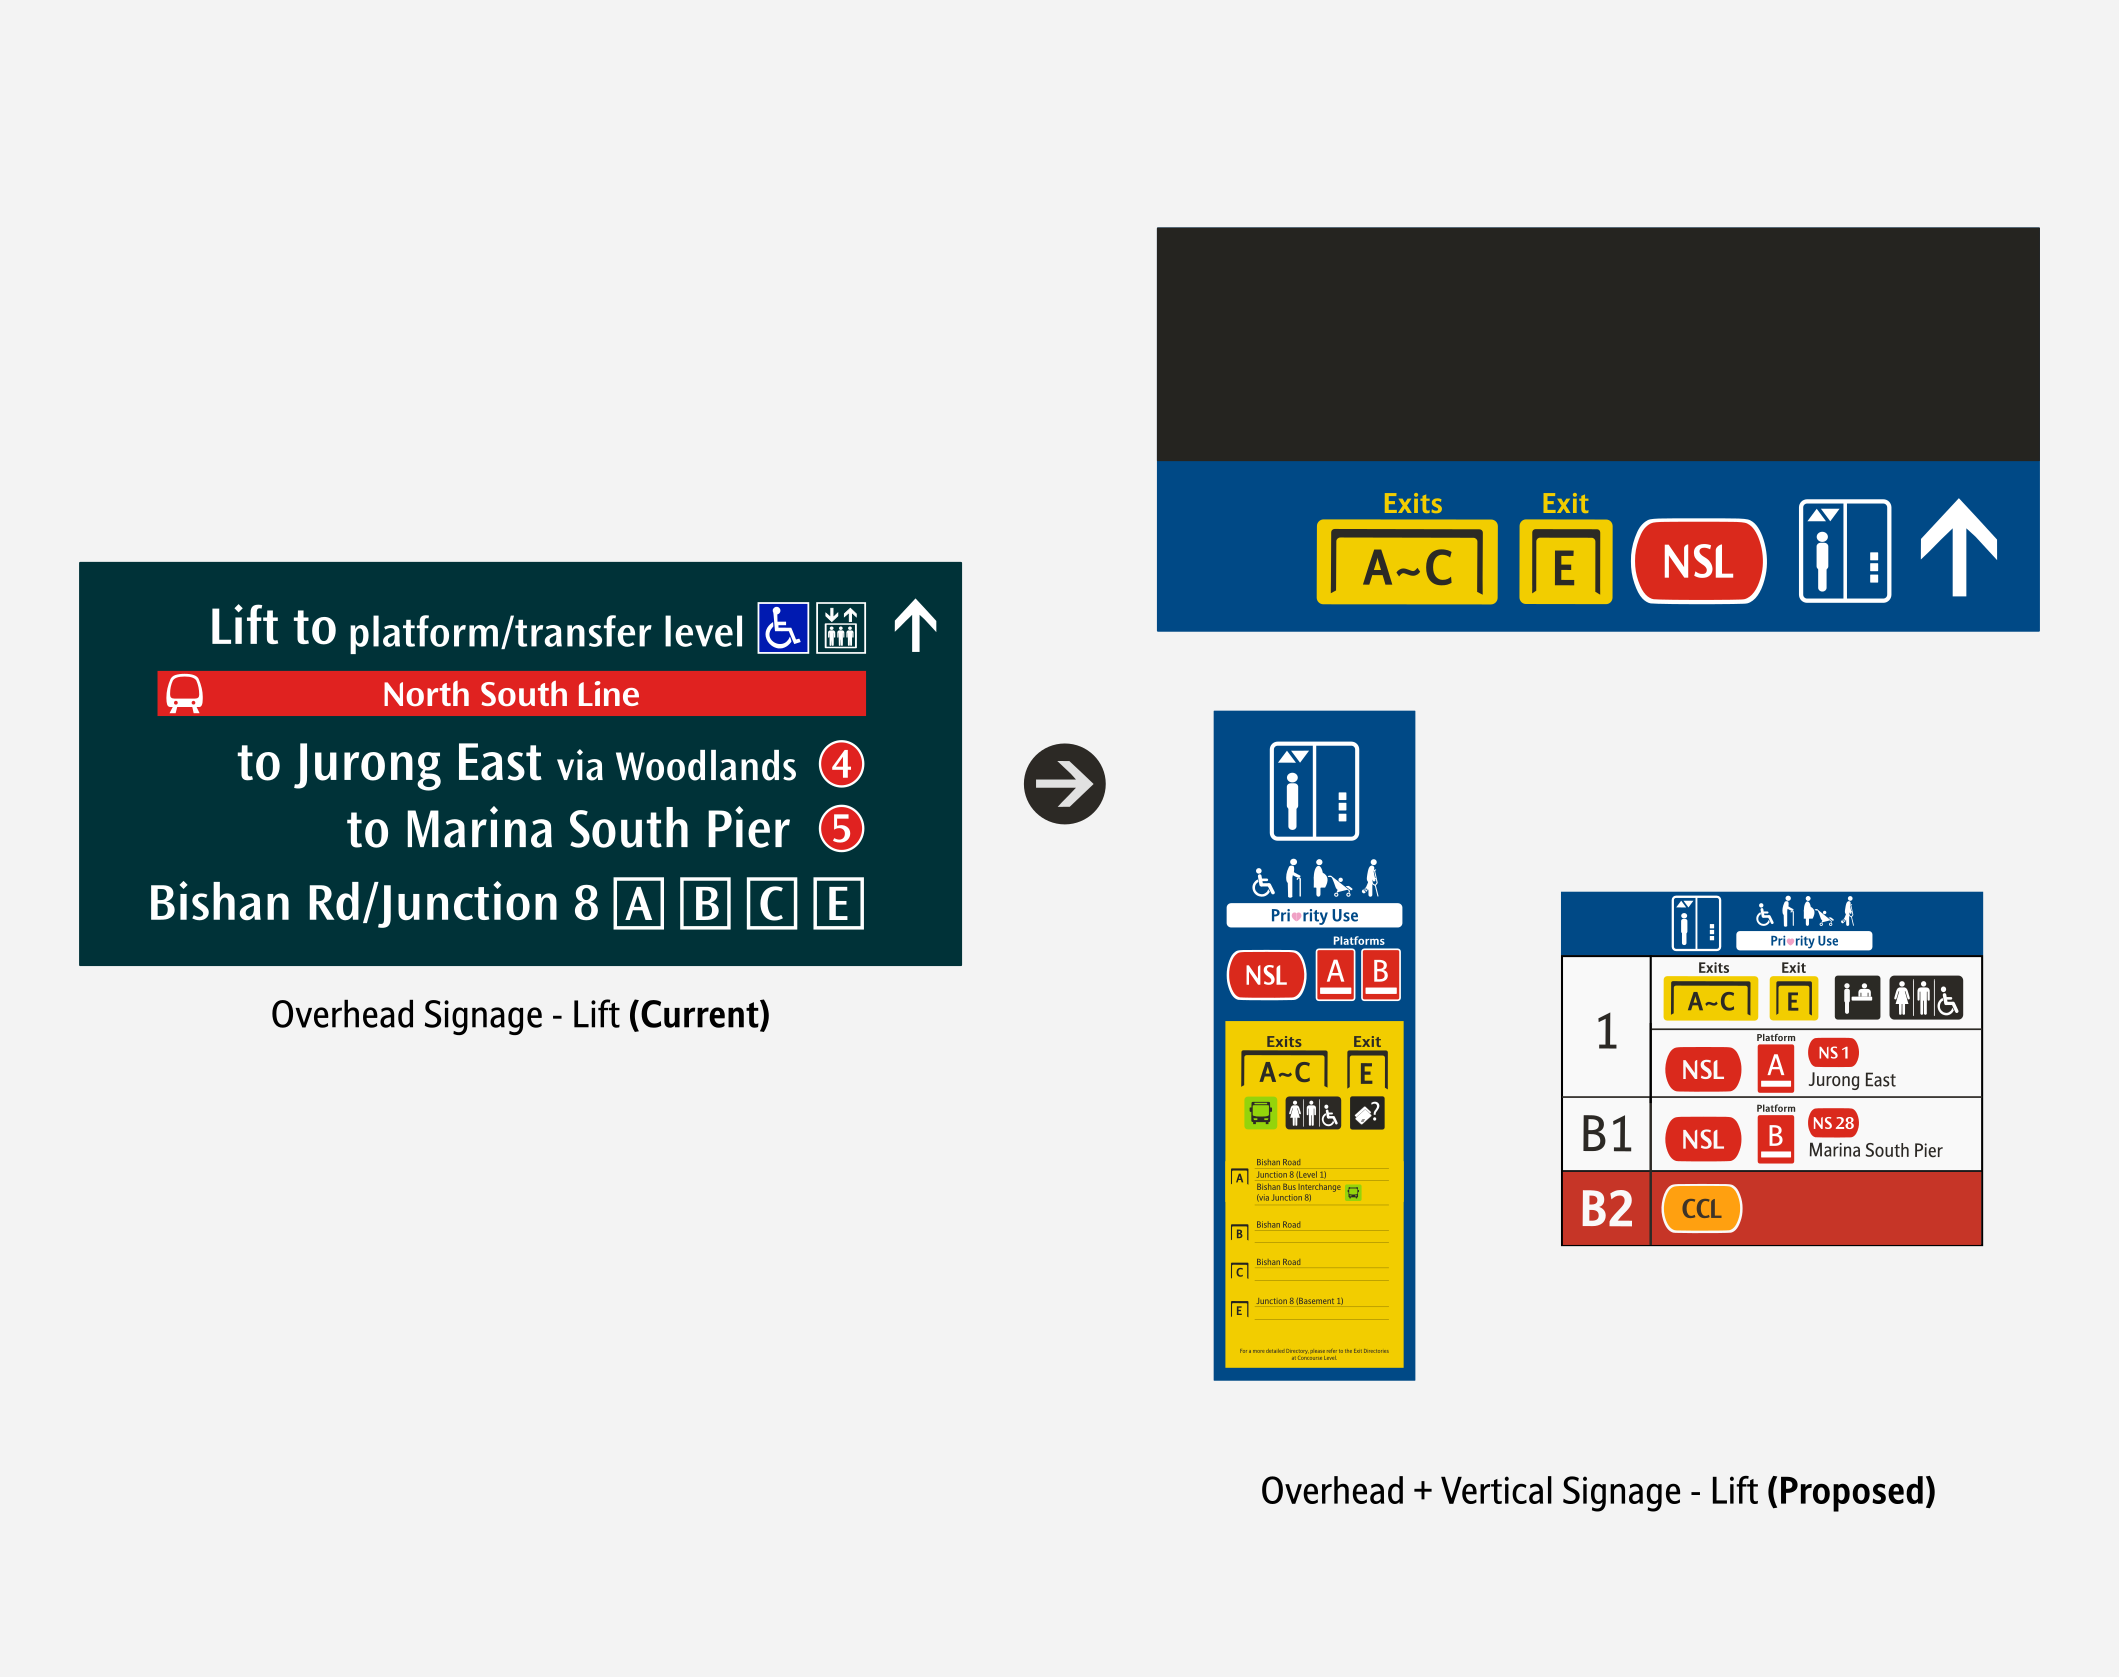 Lift to platform/transfer level
North South Line
to Jurong East via Woodlands 4
to Marina South Pier 5
Bishan Rd/Junction 8 A B C E
Overhead Signage - Lift (Current)
Exits Exit
A~C E NSL
Priority Use
Platforms
NSL A B
Exits Exit
A~C E
?
A
Bishan Road
Junction 8 (Level 1)
Bishan Bus Interchange
(via Junction 8)
B Bishan Road
C Bishan Road
E Junction 8 (Basement 1)
For a more detailed Directory, please refer to the Exit Directories
at Concourse Level.
Priority Use
1
Exits Exit
A~C E
Platform
NSL A NS 1
Jurong East
B1
Platform
NSL B NS 28
Marina South Pier
B2 CCL
Overhead + Vertical Signage - Lift (Proposed)